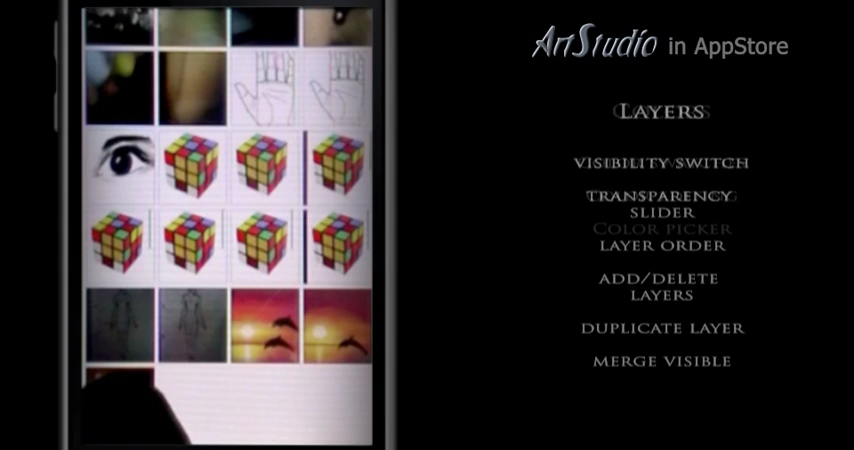 ArtStudio in AppStore
LAYERS
VISIBILITY SWITCH
TRANSPARENCY
SLIDER
COLOR PICKER
LAYER ORDER
ADD/DELETE
LAYERS
DUPLICATE LAYER
MERGE VISIBLE